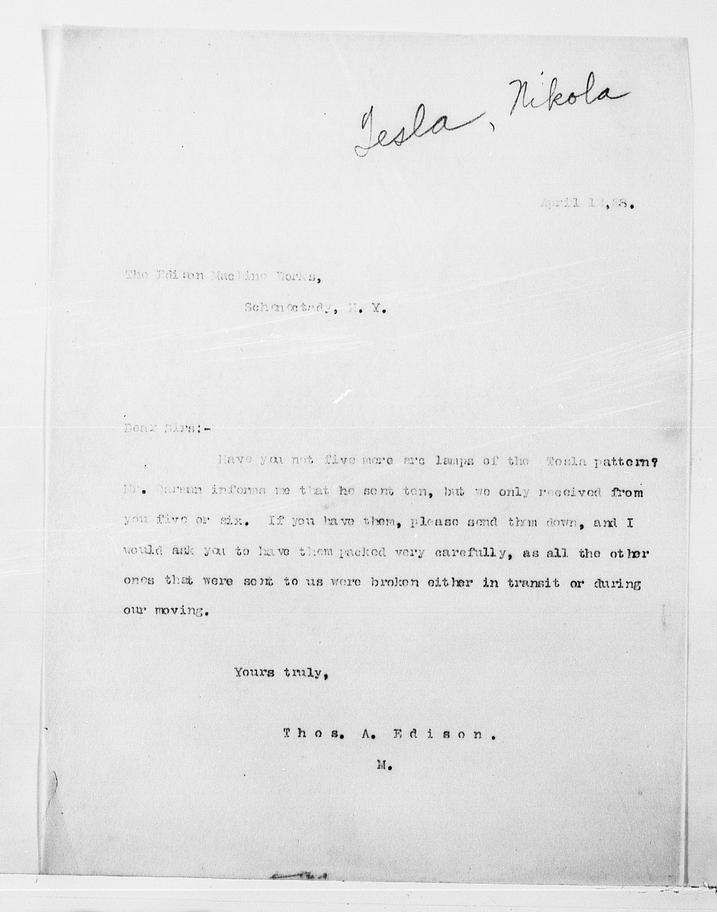 Tesla, Nikola
April 12,88.
The Edison Machine Works,
Schenectady, N. Y.
Dear Sirs:-
Have you not five more arc lamps of the Tesla pattern?
Mr. informs me that he sent ten, but we only received from
you five or six. If you have them, please send them down, and I
would ask you to have them packed very carefully, as all the other
ones that were sent to us were broken either in transit or during
our moving.
Yours truly,
Thos. A. Edison.
M.